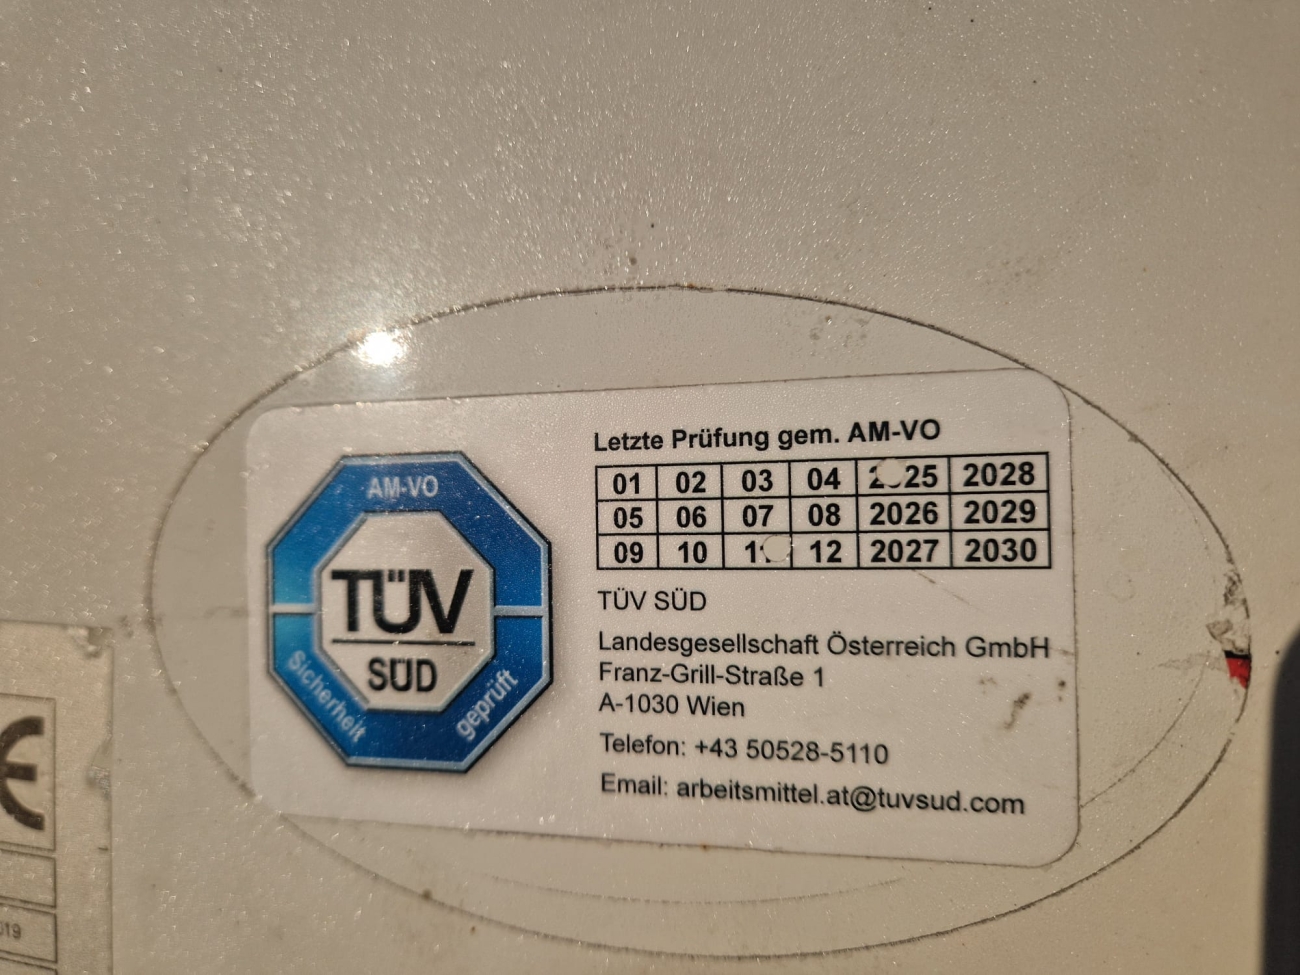 AM-VO
TÜV
SÜD
Sicherheit geprüft
Letzte Prüfung gem. AM-VO
01 02 03 04 2025 2028
05 06 07 08 2026 2029
09 10 11 12 2027 2030
TÜV SÜD
Landesgesellschaft Österreich GmbH
Franz-Grill-Straße 1
A-1030 Wien
Telefon: +43 50528-5110
Email: arbeitsmittel.at@tuvsud.com